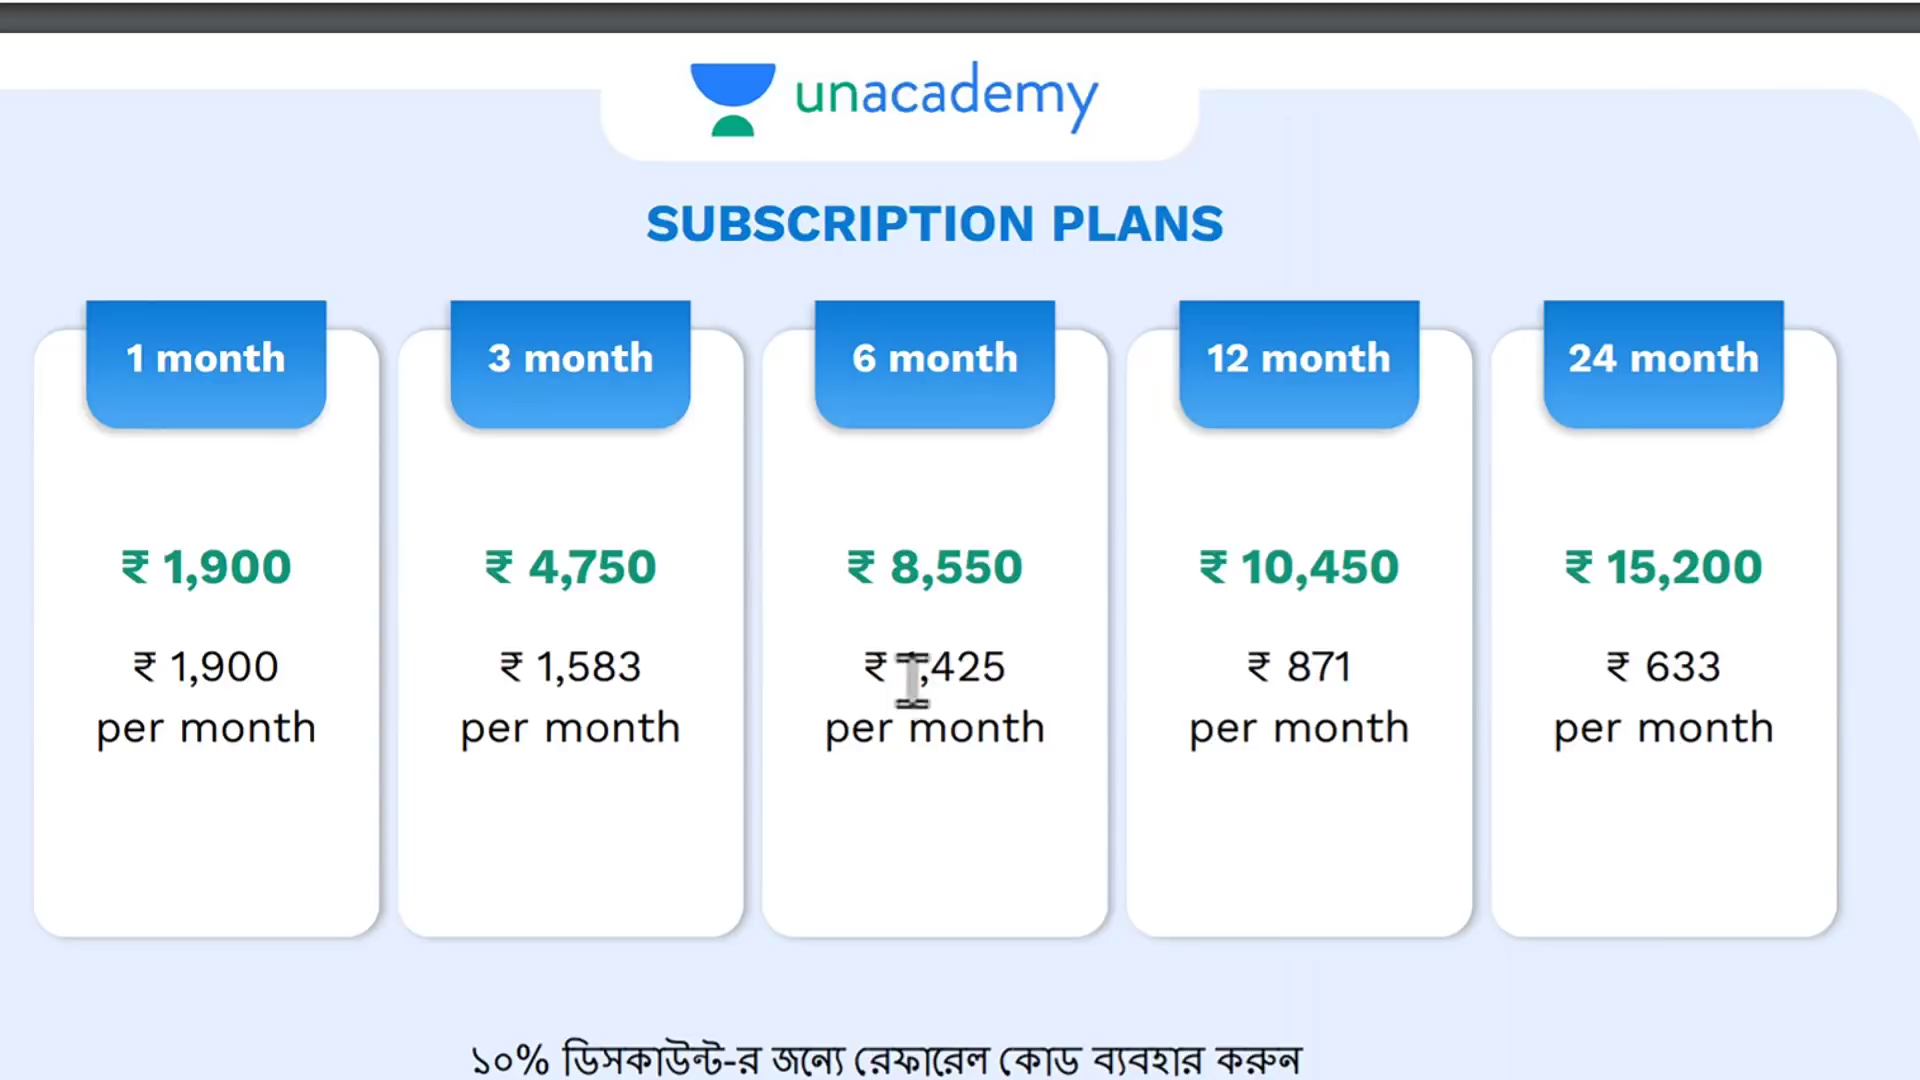 unacademy
SUBSCRIPTION PLANS
1 month
3 month
6 month
12 month
24 month
₹ 1,900
₹ 4,750
₹ 8,550
₹ 10,450
₹ 15,200
₹ 1,900
per month
₹ 1,583
per month
₹ 1,425
per month
₹ 871
per month
₹ 633
per month
১০% ডিসকাউন্ট-র জন্যে রেফারেল কোড ব্যবহার করুন